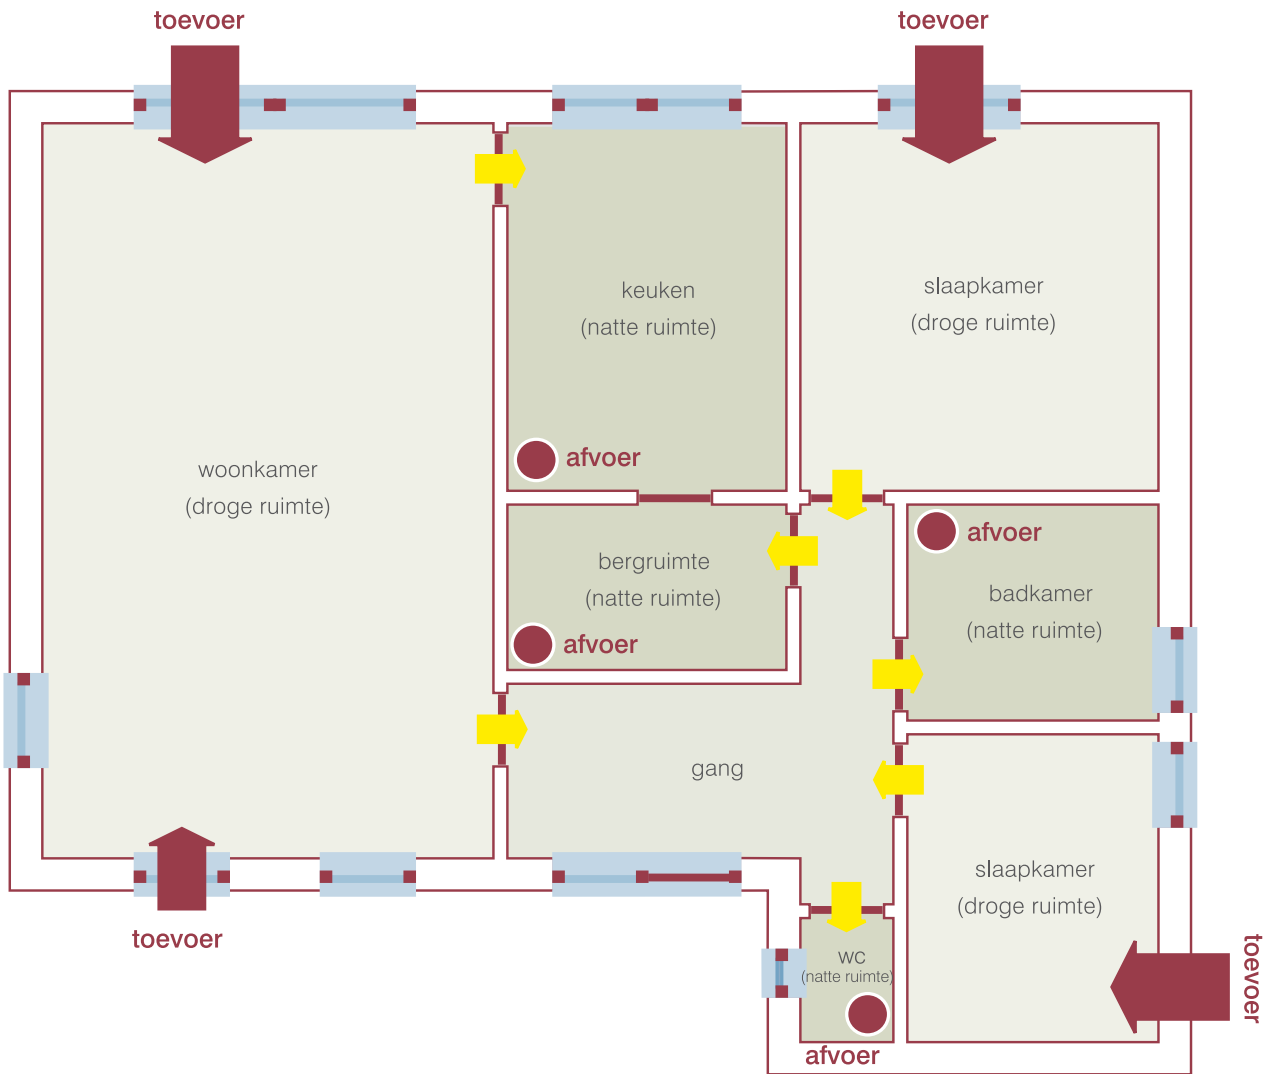 toevoer
toevoer
keuken
(natte ruimte)
slaapkamer
(droge ruimte)
woonkamer
(droge ruimte)
afvoer
afvoer
bergruimte
(natte ruimte)
badkamer
(natte ruimte)
afvoer
gang
slaapkamer
(droge ruimte)
toevoer
wc
(natte ruimte)
toevoer
afvoer